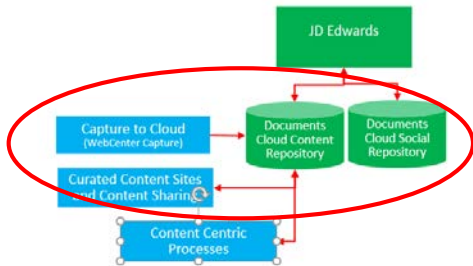 JD Edwards
Capture to Cloud
(WebCenter Capture)
Documents
Cloud Content
Repository
Documents
Cloud Social
Repository
Curated Content Sites
and Content Sharing
Content Centric
Processes